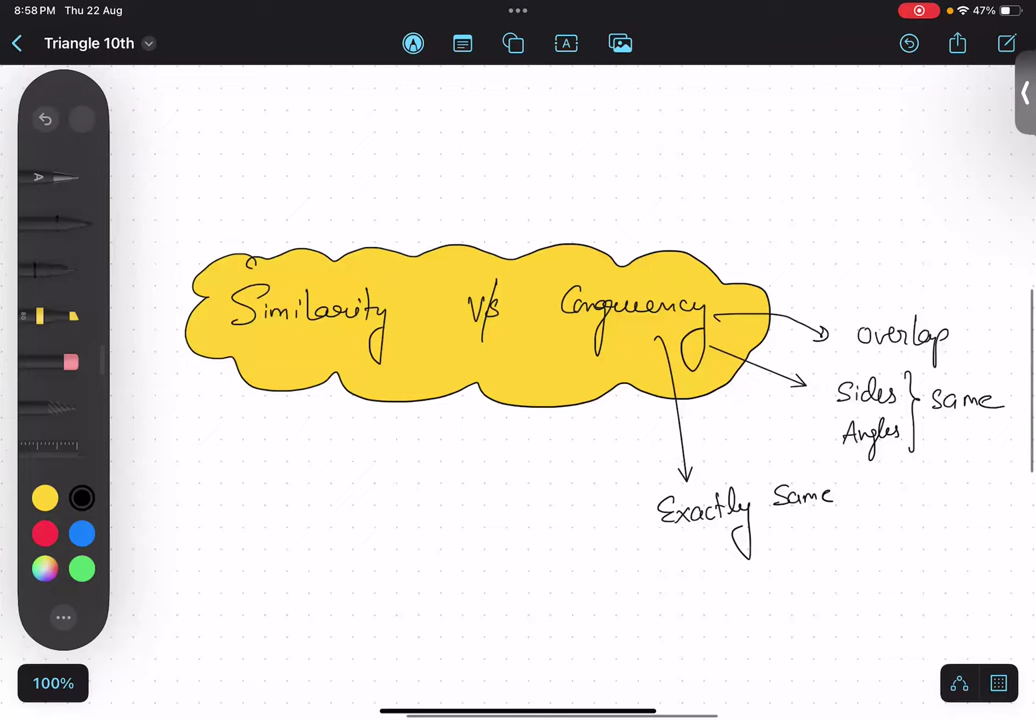 8:58 PM Thu 22 Aug
47%
Triangle 10th
A
A
Similarity v/s Congruency
overlap
Sides
Angles
same
Exactly same
100%